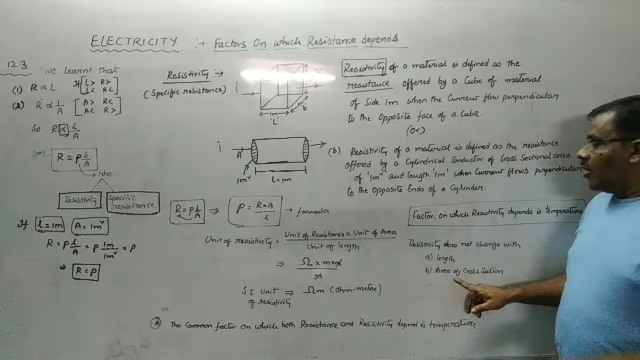 ELECTRICITY :- Factors On which Resistance depends
12.3 We learnt that
(1) R ∝ L If [L> R>
L< R<]
(2) R ∝ 1/A [A> R<
A< R>]
So R ∝ L/A
R = ρ L/A
rho
Resistivity Specific resistance
If L=1m A=1m²
R = ρ L/A = ρ 1m/1m² = ρ
⇒ R=ρ
Resistivity :-
(Specific resistance)
i
1m
"L"
i
A
1m²
L=1m
R=ρ L/A ⇒ ρ = R×A/L → formula
Unit of resistivity = Unit of Resistance × Unit of Area / Unit of length
⇒ Ω × m×m / m
S I unit of resistivity ⇒ Ωm (Ohm-metre)
Resistivity of a material is defined as the
resistance offered by a Cube of material
of Side 1m when the Current flow perpendicular
to the Opposite face of a Cube.
(Or)
(b) Resistivity of a material is defined as the resistance
offered by a Cylindrical Conductor of Cross Sectional area
of '1m²' and length '1m' when Current flows perpendicular
to the Opposite Ends of a Cylinder.
Factor on which Resistivity depends is temperature
Resistivity does not change with
a) length
b) Area of Cross Section
The Common factor on which both Resistance and Resistivity depend is temperature